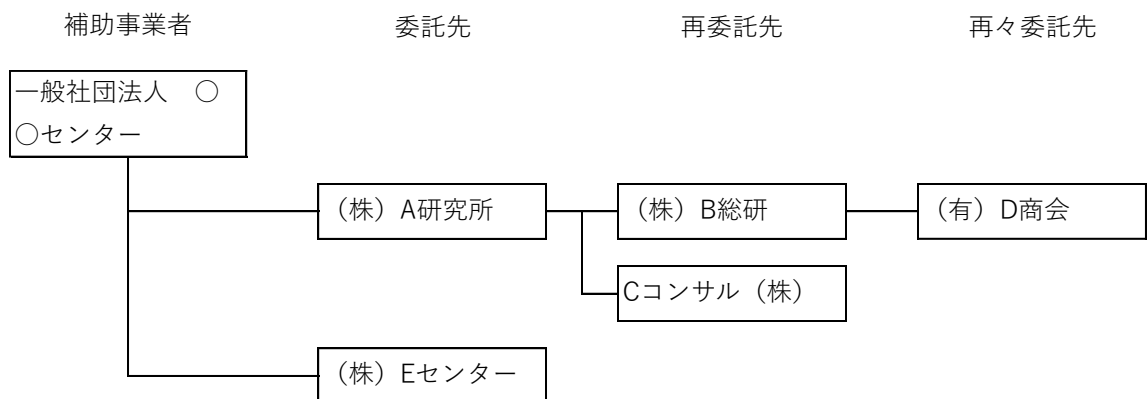 補助事業者 委託先 再委託先 再々委託先
一般社団法人　○
○センター
（株）A研究所 （株）B総研 （有）D商会
Cコンサル（株）
（株）Eセンター